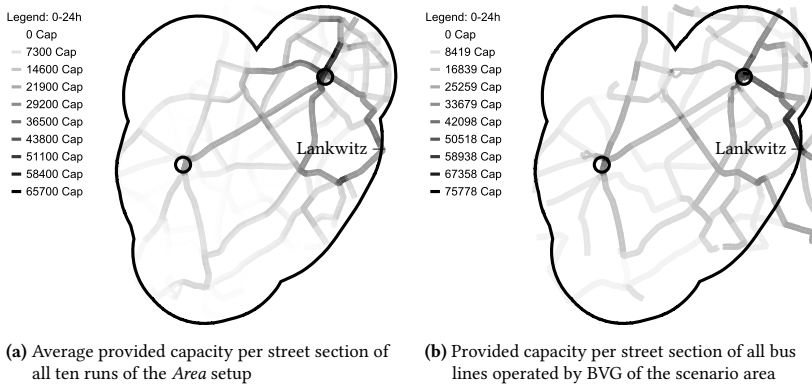 Legend: 0-24h
0 Cap
7300 Cap
14600 Cap
21900 Cap
29200 Cap
36500 Cap
43800 Cap
51100 Cap
58400 Cap
65700 Cap
Lankwitz
(a) Average provided capacity per street section of
all ten runs of the Area setup
Legend: 0-24h
0 Cap
8419 Cap
16839 Cap
25259 Cap
33679 Cap
42098 Cap
50518 Cap
58938 Cap
67358 Cap
75778 Cap
Lankwitz
(b) Provided capacity per street section of all bus
lines operated by BVG of the scenario area